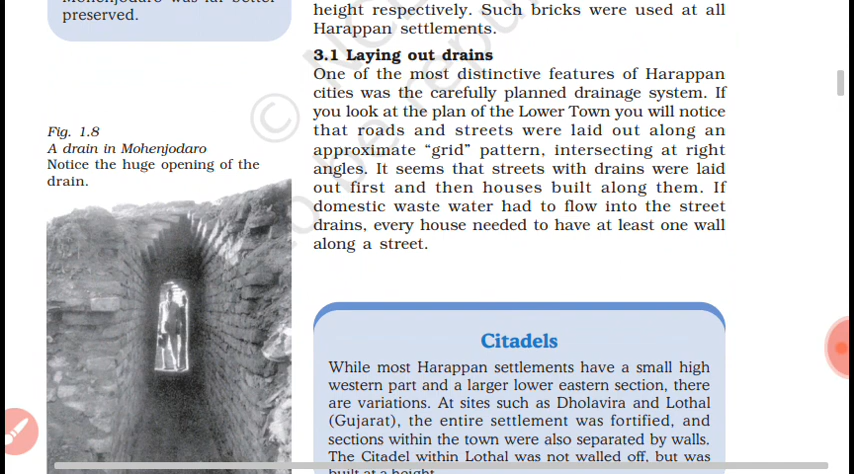 preserved.
height respectively. Such bricks were used at all
Harappan settlements.
3.1 Laying out drains
One of the most distinctive features of Harappan
cities was the carefully planned drainage system. If
you look at the plan of the Lower Town you will notice
that roads and streets were laid out along an
approximate “grid” pattern, intersecting at right
angles. It seems that streets with drains were laid
out first and then houses built along them. If
domestic waste water had to flow into the street
drains, every house needed to have at least one wall
along a street.
Fig. 1.8
A drain in Mohenjodaro
Notice the huge opening of the
drain.
Citadels
While most Harappan settlements have a small high
western part and a larger lower eastern section, there
are variations. At sites such as Dholavira and Lothal
(Gujarat), the entire settlement was fortified, and
sections within the town were also separated by walls.
The Citadel within Lothal was not walled off, but was
built at a height.